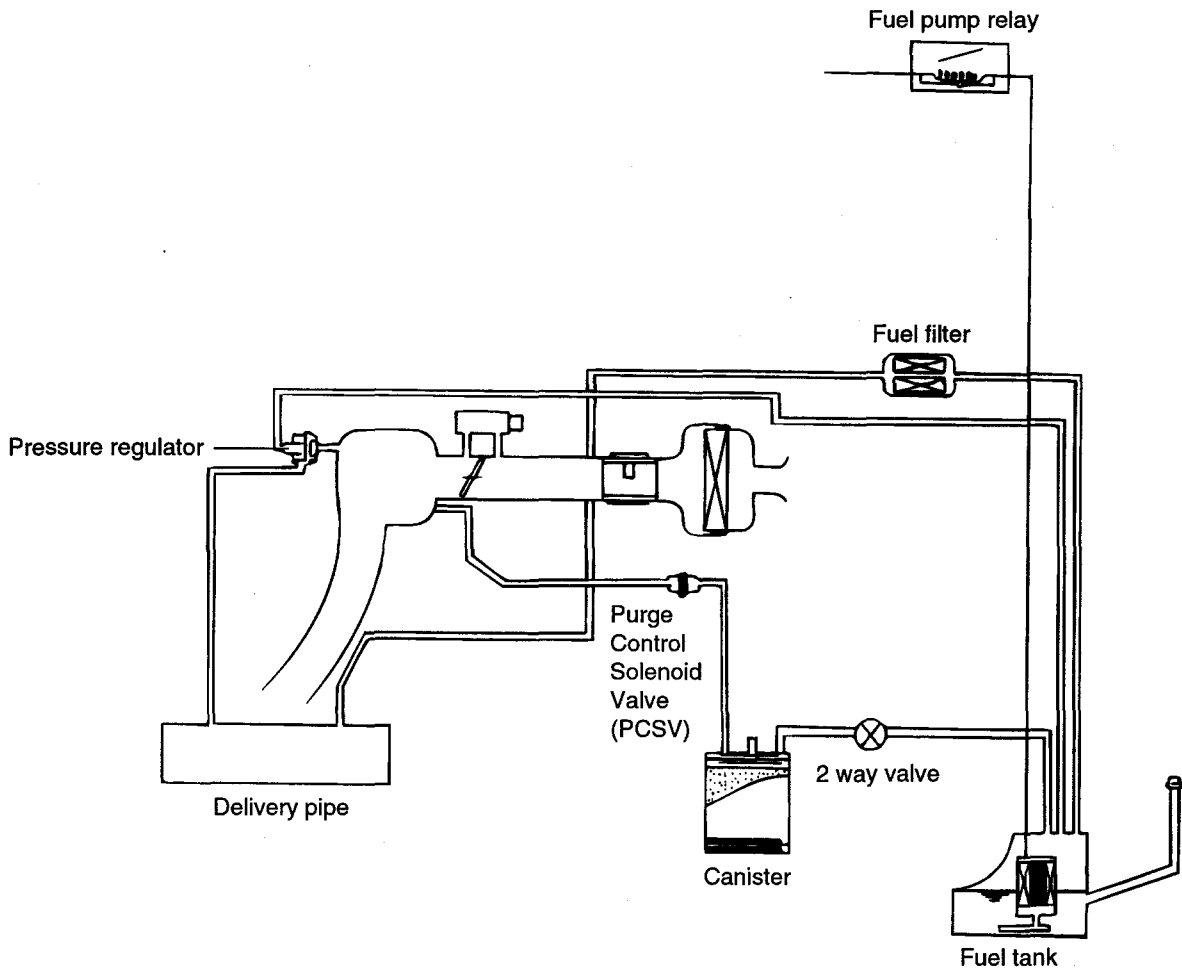 Fuel pump relay
Fuel filter
Pressure regulator
Purge
Control
Solenoid
Valve
(PCSV)
2 way valve
Delivery pipe
Canister
Fuel tank